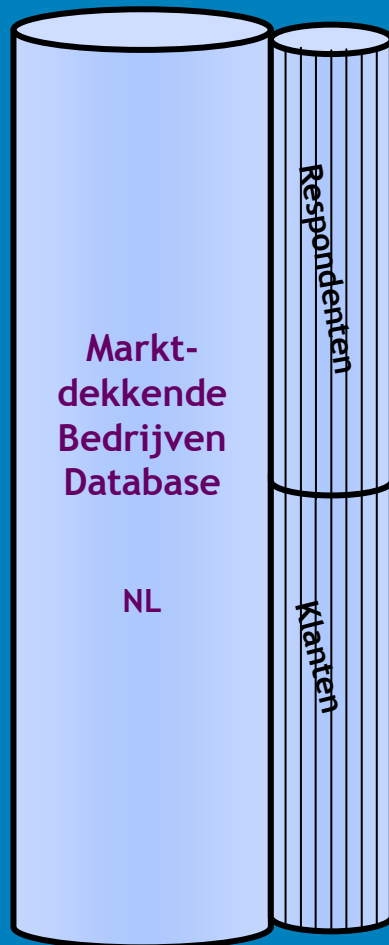 Markt-
dekkende
Bedrijven
Database
NL
Respondenten
Klanten